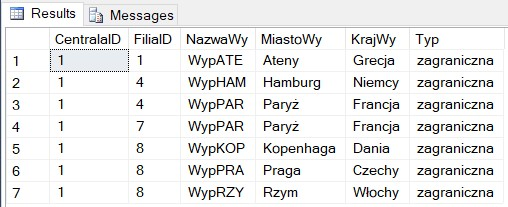 Results Messages
CentralaID FiliaID NazwaWy MiastoWy KrajWy Typ
1 1 1 WypATE Ateny Grecja zagraniczna
2 1 4 WypHAM Hamburg Niemcy zagraniczna
3 1 4 WypPAR Paryż Francja zagraniczna
4 1 7 WypPAR Paryż Francja zagraniczna
5 1 8 WypKOP Kopenhaga Dania zagraniczna
6 1 8 WypPRA Praga Czechy zagraniczna
7 1 8 WypRZY Rzym Włochy zagraniczna